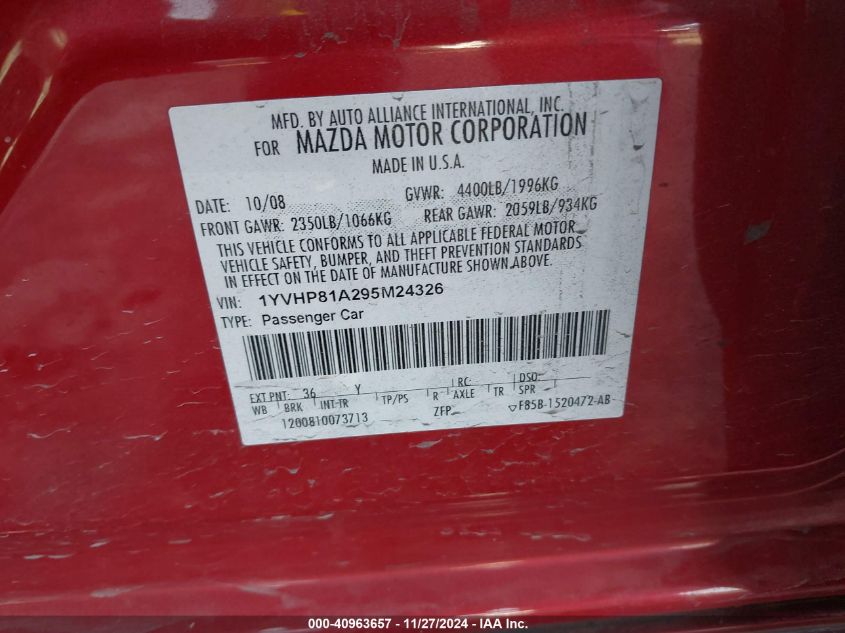 MFD. BY AUTO ALLIANCE INTERNATIONAL, INC.
FOR MAZDA MOTOR CORPORATION
MADE IN U.S.A.
DATE: 10/08 GVWR: 4400LB/1996KG
FRONT GAWR: 2350LB/1066KG REAR GAWR: 2059LB/934KG
THIS VEHICLE CONFORMS TO ALL APPLICABLE FEDERAL MOTOR
VEHICLE SAFETY, BUMPER, AND THEFT PREVENTION STANDARDS
IN EFFECT ON THE DATE OF MANUFACTURE SHOWN ABOVE.
VIN: 1YVHP81A295M24326
TYPE: Passenger Car
EXT PNT: 36 Y RC: DSO:
WB BRK INT-TR TP/PS R AXLE TR SPR
1200810073713 ZFP ▽F85B-1520472-AB
000-40963657 - 11/27/2024 - IAA Inc.